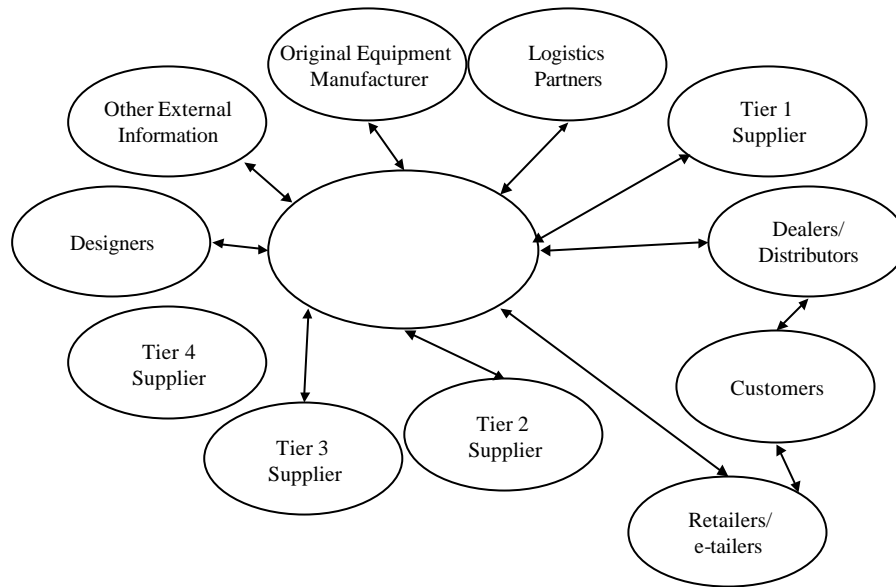 Original Equipment
Manufacturer
Logistics
Partners
Other External
Information
Tier 1
Supplier
Designers
Dealers/
Distributors
Tier 4
Supplier
Customers
Tier 3
Supplier
Tier 2
Supplier
Retailers/
e-tailers